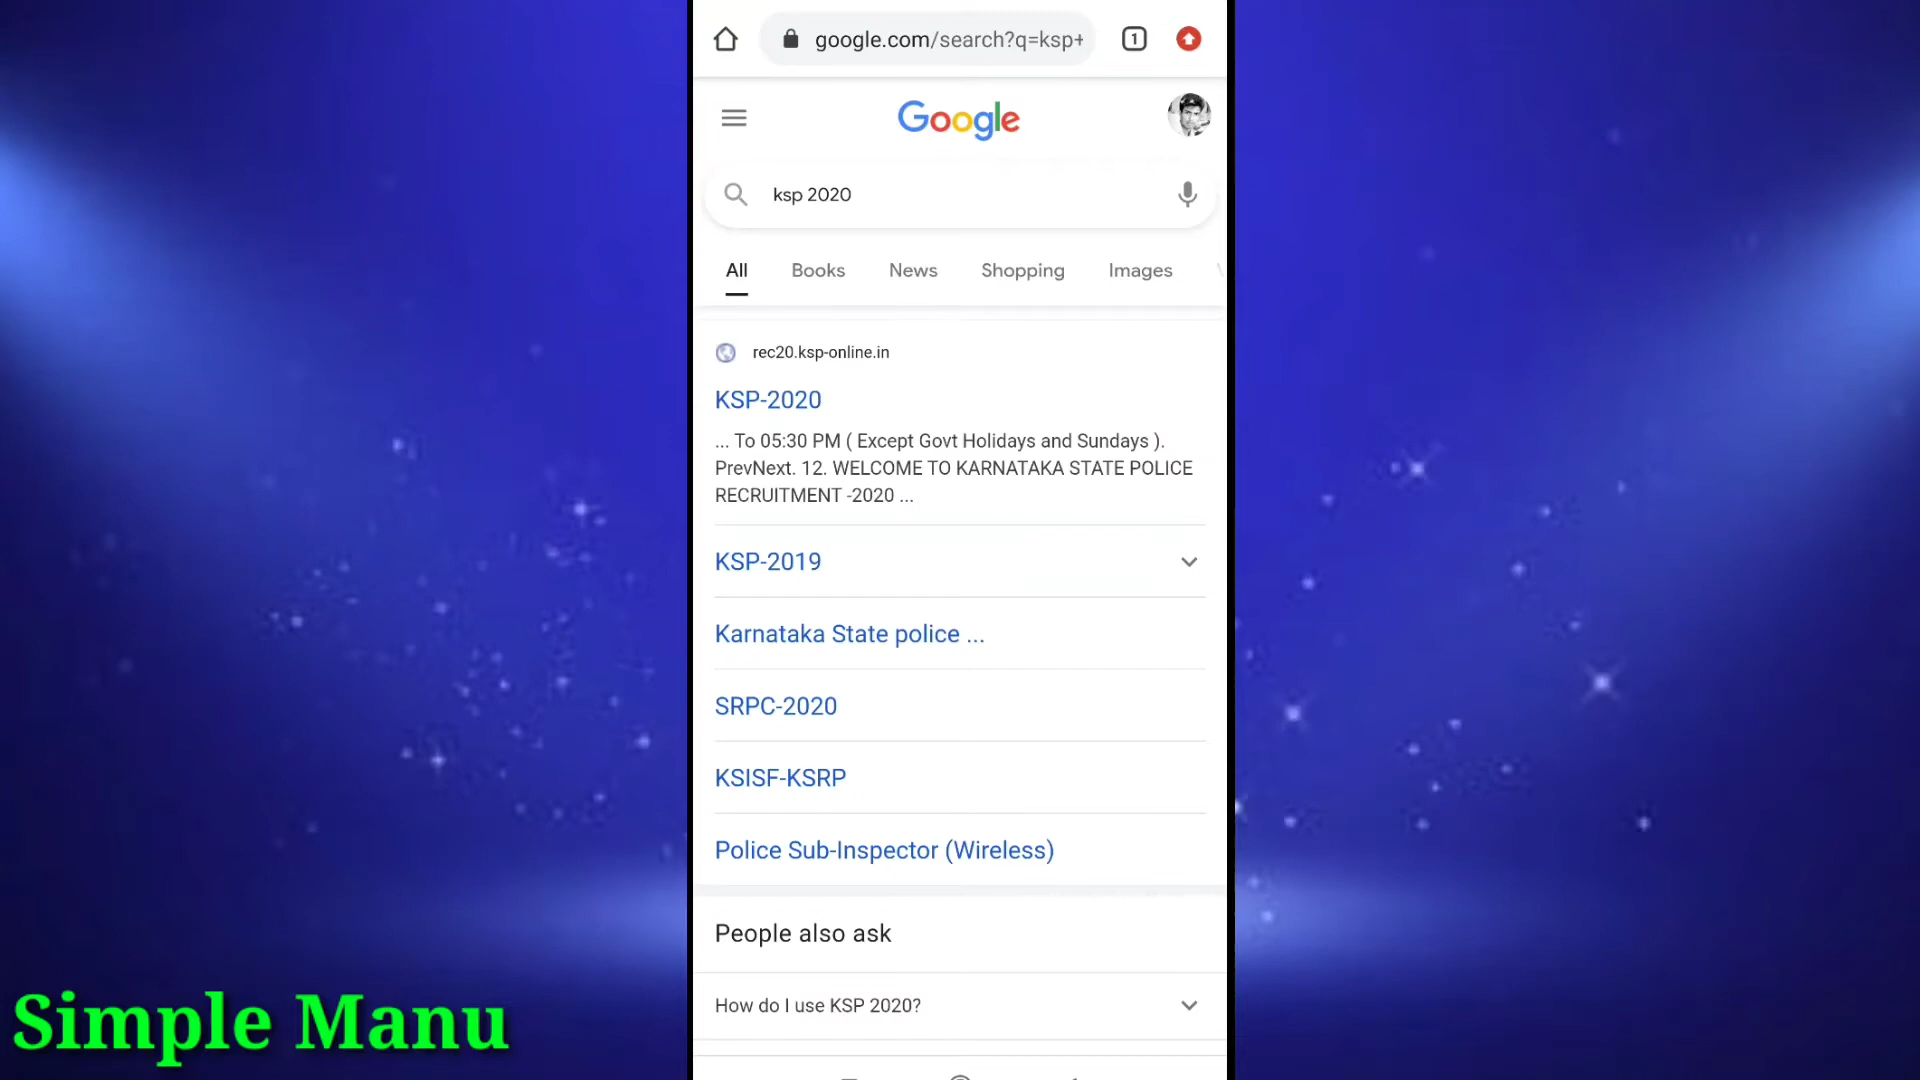 google.com/search?q=ksp+
1
Google
ksp 2020
All Books News Shopping Images
rec20.ksp-online.in
KSP-2020
... To 05:30 PM ( Except Govt Holidays and Sundays ).
PrevNext. 12. WELCOME TO KARNATAKA STATE POLICE
RECRUITMENT -2020 ...
KSP-2019
Karnataka State police ...
SRPC-2020
KSISF-KSRP
Police Sub-Inspector (Wireless)
People also ask
How do I use KSP 2020?
Simple Manu